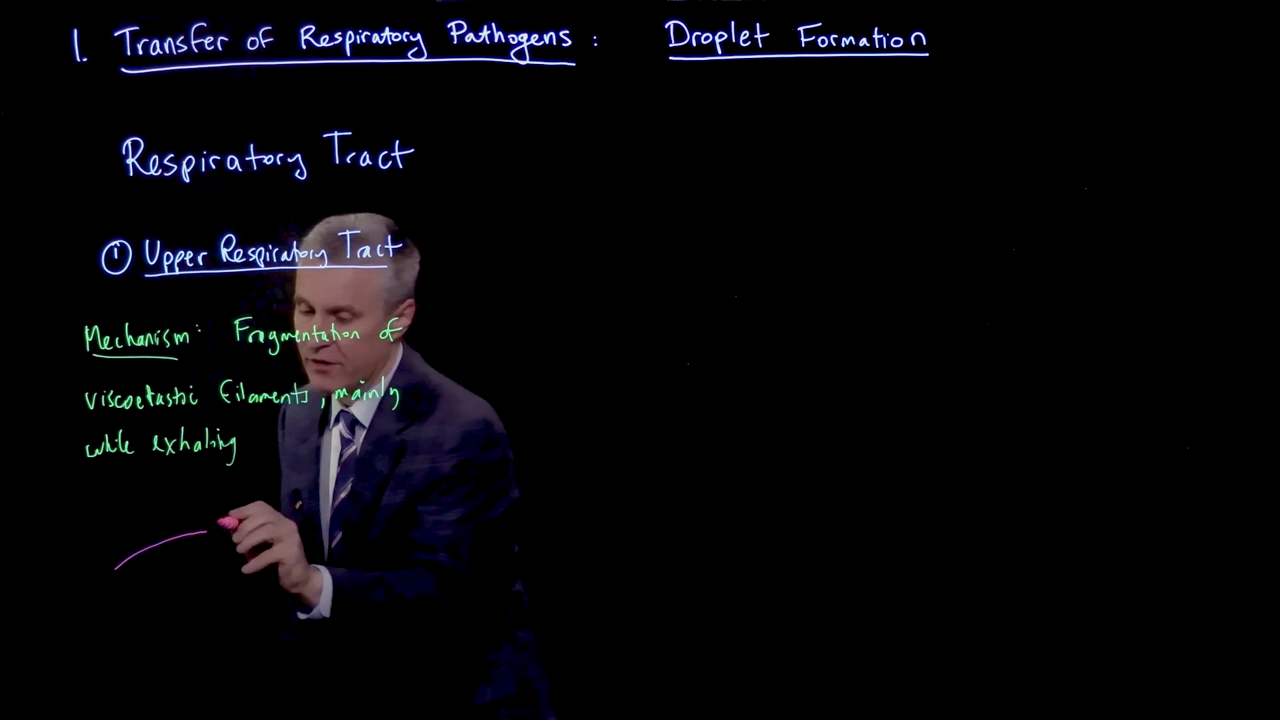 1. Transfer of Respiratory Pathogens : Droplet Formation
Respiratory Tract
① Upper Respiratory Tract
Mechanism: Fragmentation of
viscoelastic filaments, mainly
while exhaling